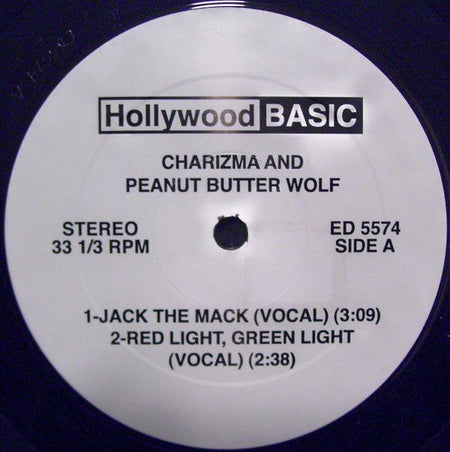 Hollywood BASIC
CHARIZMA AND
PEANUT BUTTER WOLF
STEREO
33 1/3 RPM
ED 5574
SIDE A
1-JACK THE MACK (VOCAL) (3:09)
2-RED LIGHT, GREEN LIGHT
(VOCAL) (2:38)